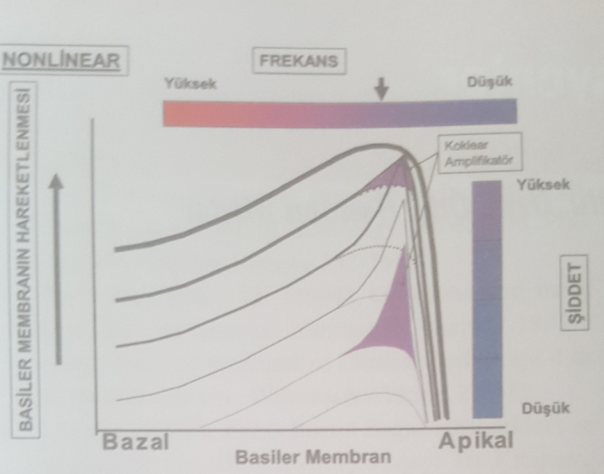 NONLİNEAR
FREKANS
Yüksek
Düşük
Koklear
Amplifikatör
BASİLER MEMBRANIN HAREKETLENMESİ
Yüksek
ŞİDDET
Düşük
Bazal
Apikal
Basiler Membran